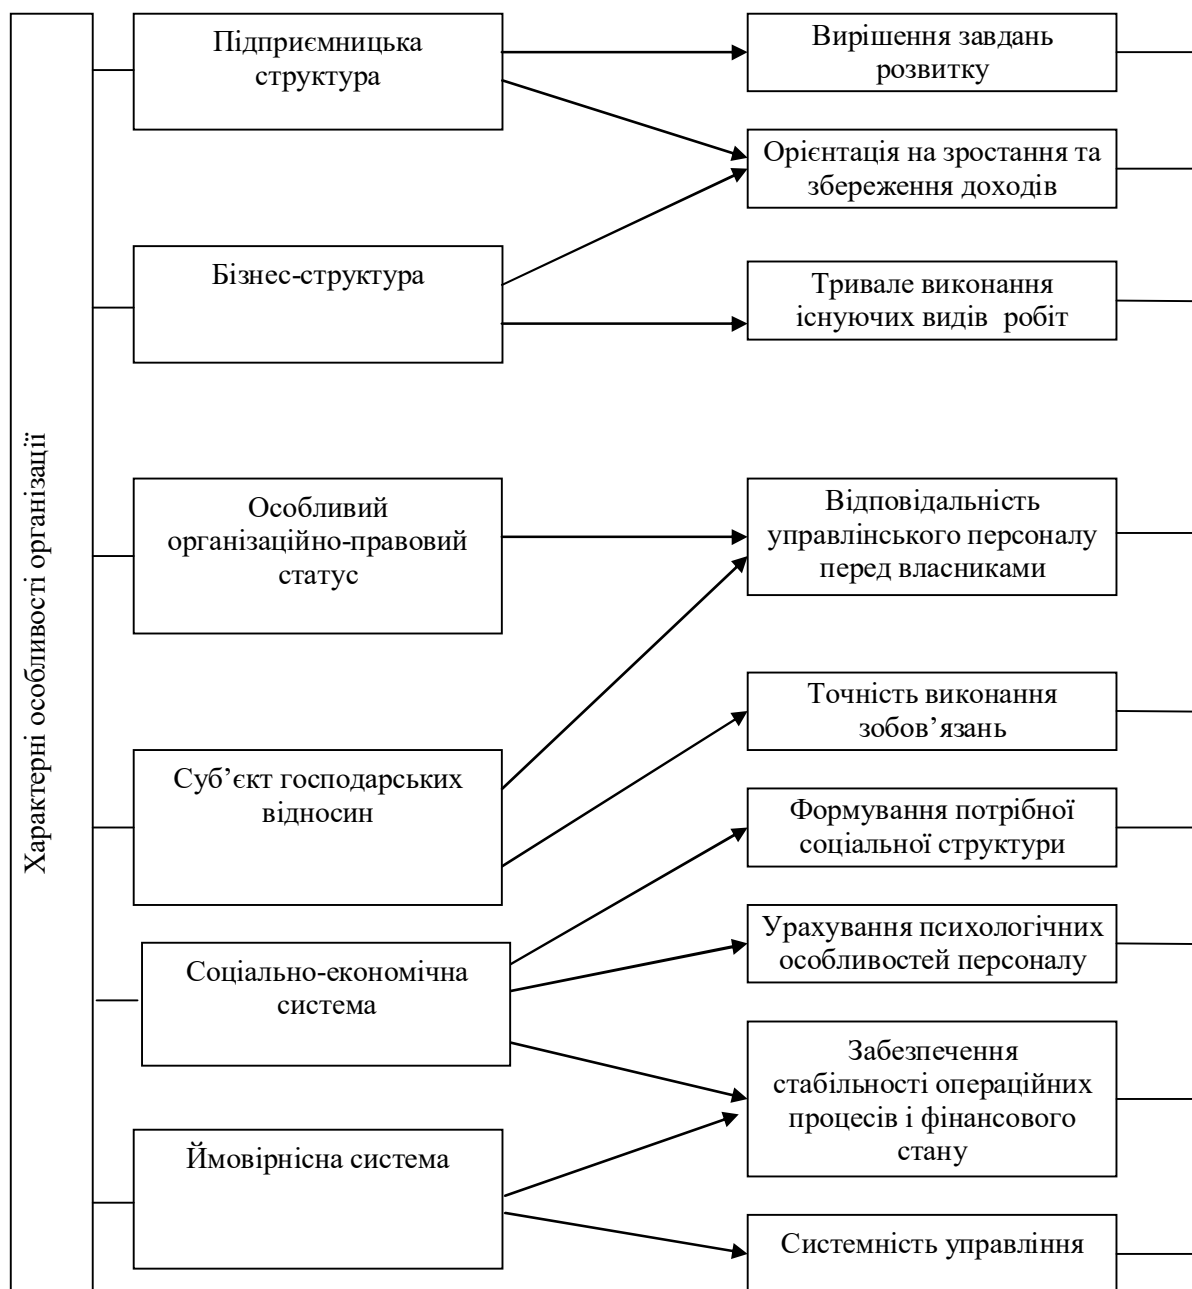 Характерні особливості організації
Підприємницька
структура
Бізнес-структура
Особливий
організаційно-правовий
статус
Суб’єкт господарських
відносин
Соціально-економічна
система
Ймовірнісна система
Вирішення завдань
розвитку
Орієнтація на зростання та
збереження доходів
Тривале виконання
існуючих видів робіт
Відповідальність
управлінського персоналу
перед власниками
Точність виконання
зобов’язань
Формування потрібної
соціальної структури
Урахування психологічних
особливостей персоналу
Забезпечення
стабільності операційних
процесів і фінансового
стану
Системність управління